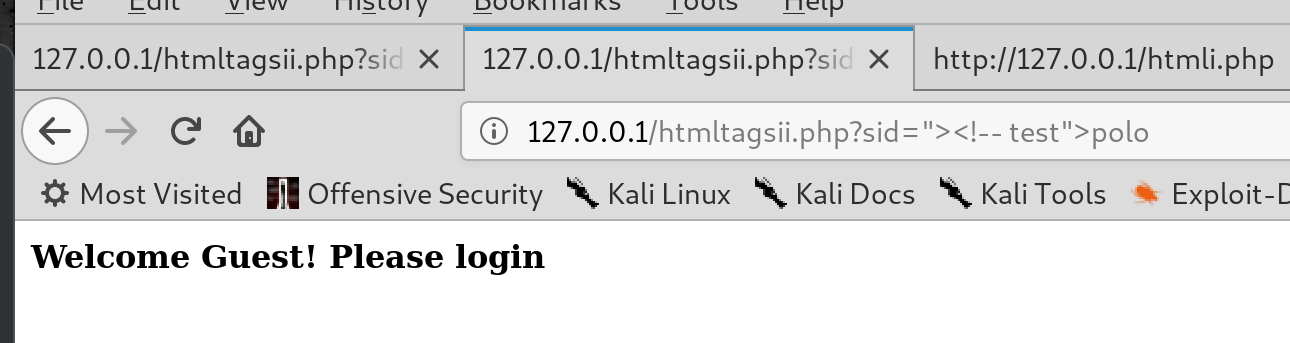 File Edit View History Bookmarks Tools Help
127.0.0.1/htmltagsii.php?sid 127.0.0.1/htmltagsii.php?sid http://127.0.0.1/htmli.php
127.0.0.1/htmltagsii.php?sid="><!-- test">polo
Most Visited Offensive Security Kali Linux Kali Docs Kali Tools Exploit-D
Welcome Guest! Please login